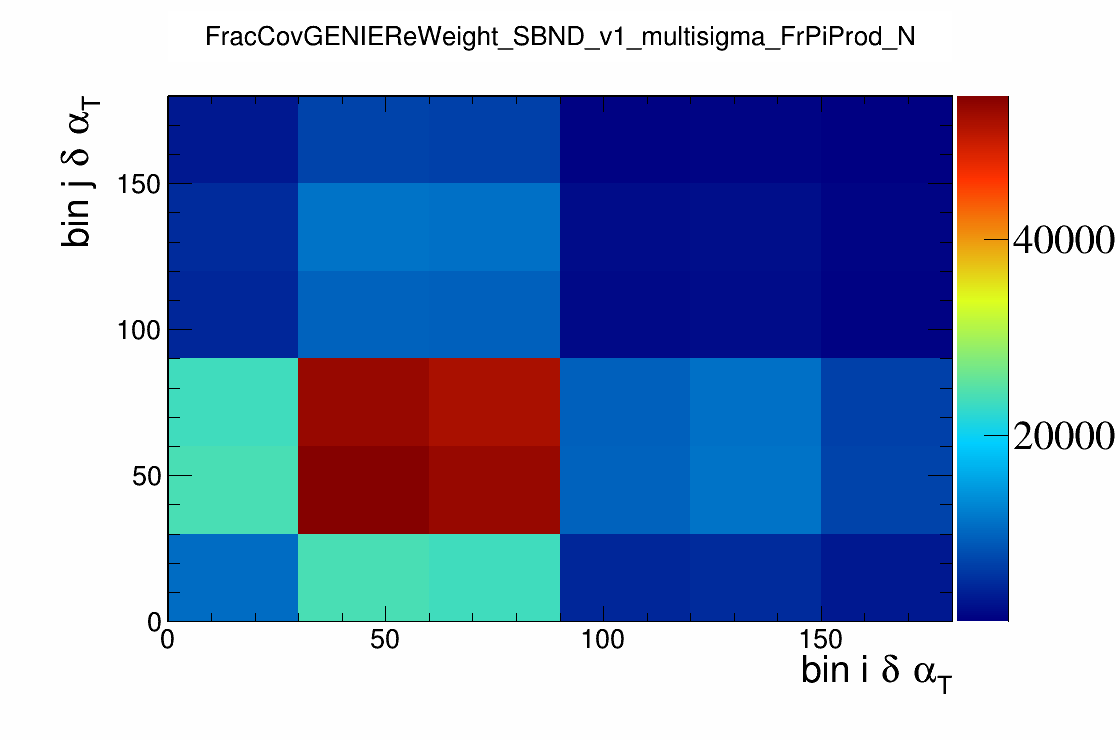 FracCovGENIEReWeight_SBND_v1_multisigma_FrPiProd_N
bin j δ α_T
150
100
50
0
0 50 100 150
bin i δ α_T
40000
20000